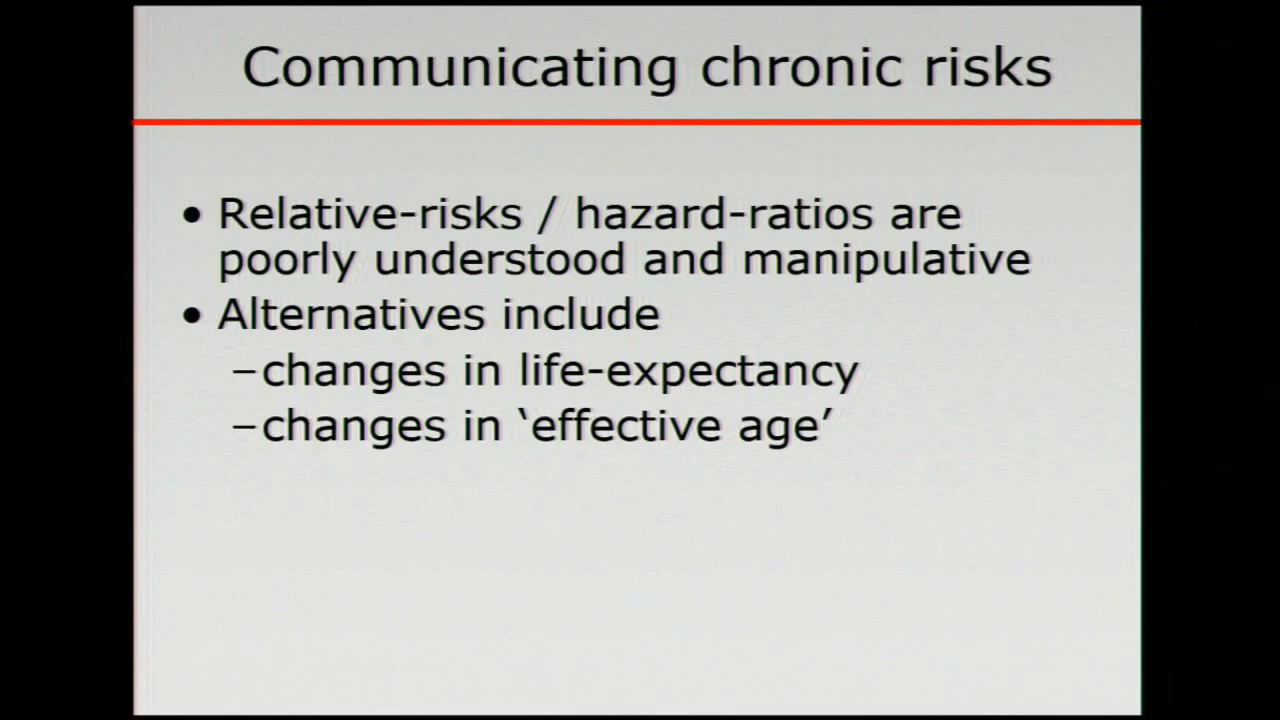 Communicating chronic risks
• Relative-risks / hazard-ratios are
poorly understood and manipulative
• Alternatives include
–changes in life-expectancy
–changes in ‘effective age’